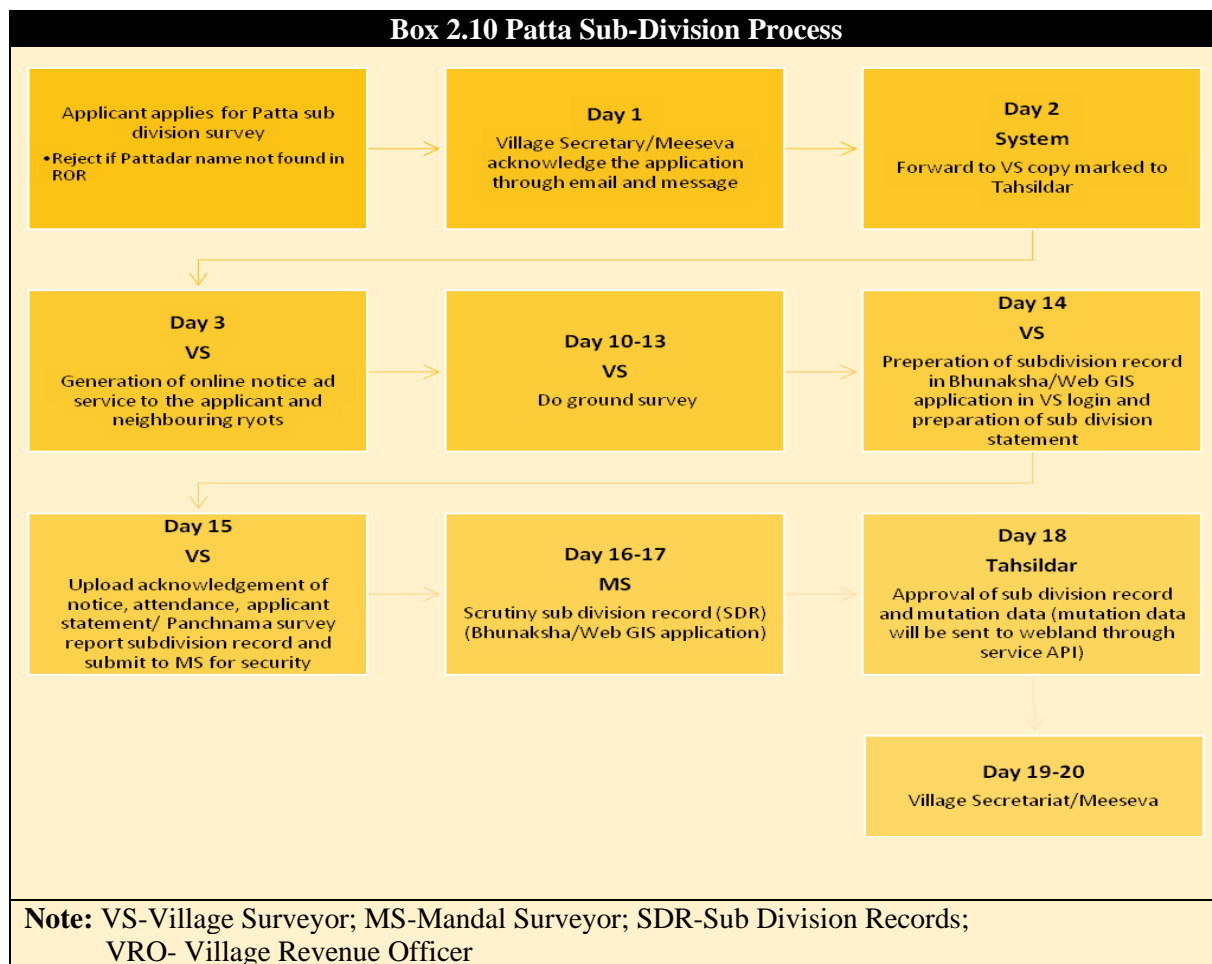 Box 2.10 Patta Sub-Division Process
Applicant applies for Patta sub
division survey
•Reject if Pattadar name not found in
ROR
Day 1
Village Secretary/Meeseva
acknowledge the application
through email and message
Day 2
System
Forward to VS copy marked to
Tahsildar
Day 3
VS
Generation of online notice ad
service to the applicant and
neighbouring ryots
Day 10-13
VS
Do ground survey
Day 14
VS
Preperation of subdivision record
in Bhunaksha/Web GIS
application in VS login and
preparation of sub division
statement
Day 15
VS
Upload acknowledgement of
notice, attendance, applicant
statement/ Panchnama survey
report subdivision record and
submit to MS for security
Day 16-17
MS
Scrutiny sub division record (SDR)
(Bhunaksha/Web GIS application)
Day 18
Tahsildar
Approval of sub division record
and mutation data (mutation data
will be sent to webland through
service API)
Day 19-20
Village Secretariat/Meeseva
Note: VS-Village Surveyor; MS-Mandal Surveyor; SDR-Sub Division Records;
VRO- Village Revenue Officer